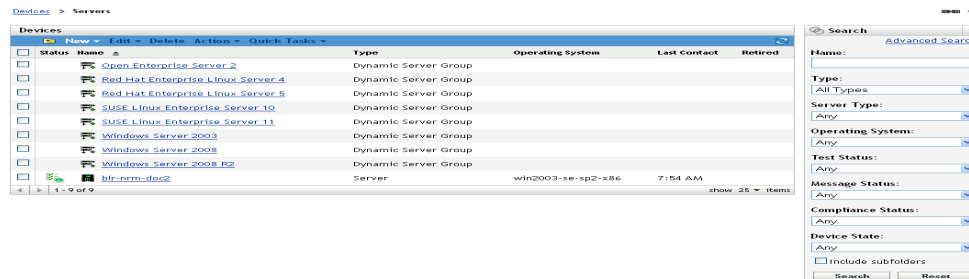 Devices > Servers
Devices
New Edit Delete Action Quick Tasks
Status Name Type Operating System Last Contact Retired
Open Enterprise Server 2 Dynamic Server Group
Red Hat Enterprise Linux Server 4 Dynamic Server Group
Red Hat Enterprise Linux Server 5 Dynamic Server Group
SUSE Linux Enterprise Server 10 Dynamic Server Group
SUSE Linux Enterprise Server 11 Dynamic Server Group
Windows Server 2003 Dynamic Server Group
Windows Server 2008 Dynamic Server Group
Windows Server 2008 R2 Dynamic Server Group
blr-nrm-doc2 Server win2003-se-sp2-x86 7:54 AM
1 - 9 of 9 show 25 items
Search
Advanced Searc
Name:
Type:
All Types
Server Type:
Any
Operating System:
Any
Test Status:
Any
Message Status:
Any
Compliance Status:
Any
Device State:
Any
Include subfolders
Search Reset